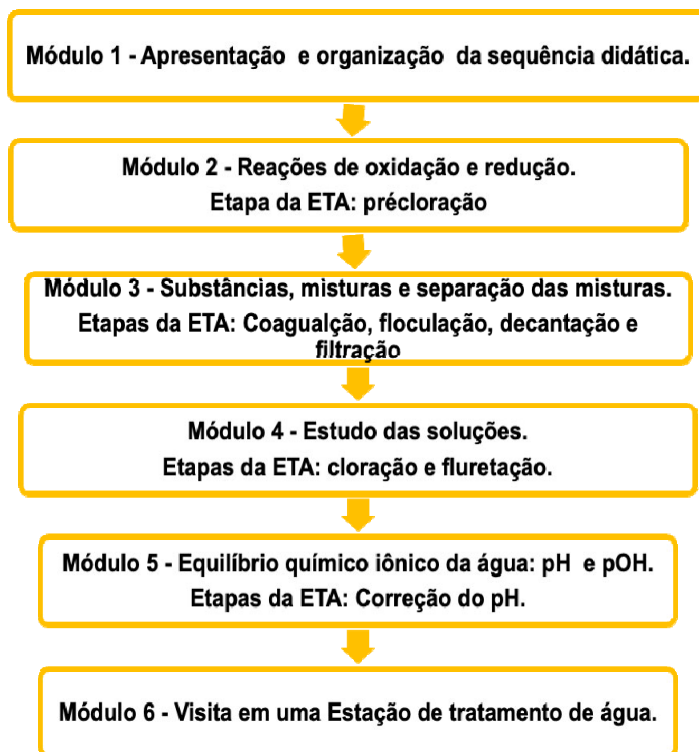 Módulo 1 - Apresentação e organização da sequência didática.
Módulo 2 - Reações de oxidação e redução.
Etapa da ETA: précloração
Módulo 3 - Substâncias, misturas e separação das misturas.
Etapas da ETA: Coagualção, floculação, decantação e
filtração
Módulo 4 - Estudo das soluções.
Etapas da ETA: cloração e fluretação.
Módulo 5 - Equilíbrio químico iônico da água: pH e pOH.
Etapas da ETA: Correção do pH.
Módulo 6 - Visita em uma Estação de tratamento de água.